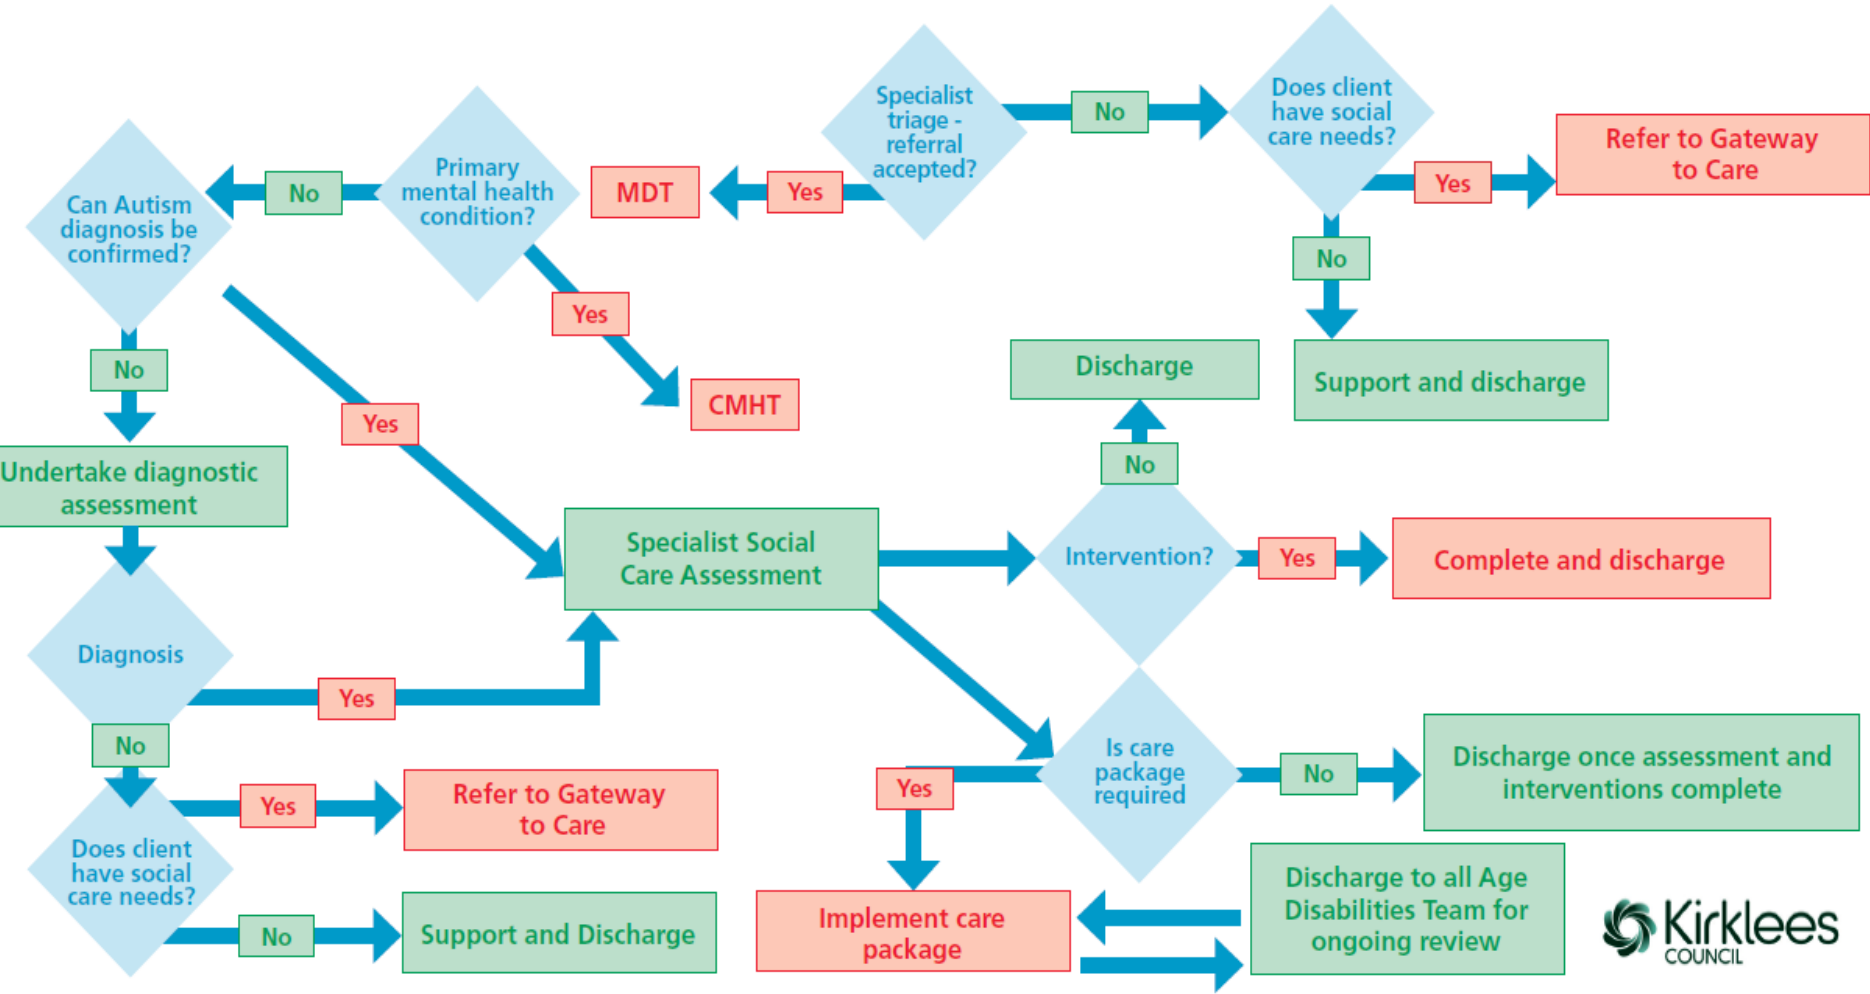 Specialist
triage -
referral
accepted?
No
Does client
have social
care needs?
Yes
Refer to Gateway
to Care
No
Support and discharge
Yes
MDT
Primary
mental health
condition?
Yes
CMHT
No
Can Autism
diagnosis be
confirmed?
Yes
No
Undertake diagnostic
assessment
Diagnosis
Yes
No
Does client
have social
care needs?
Yes
Refer to Gateway
to Care
No
Support and Discharge
Specialist Social
Care Assessment
Intervention?
No
Discharge
Yes
Complete and discharge
Is care
package
required
No
Discharge once assessment and
interventions complete
Yes
Implement care
package
Discharge to all Age
Disabilities Team for
ongoing review
Kirklees
COUNCIL